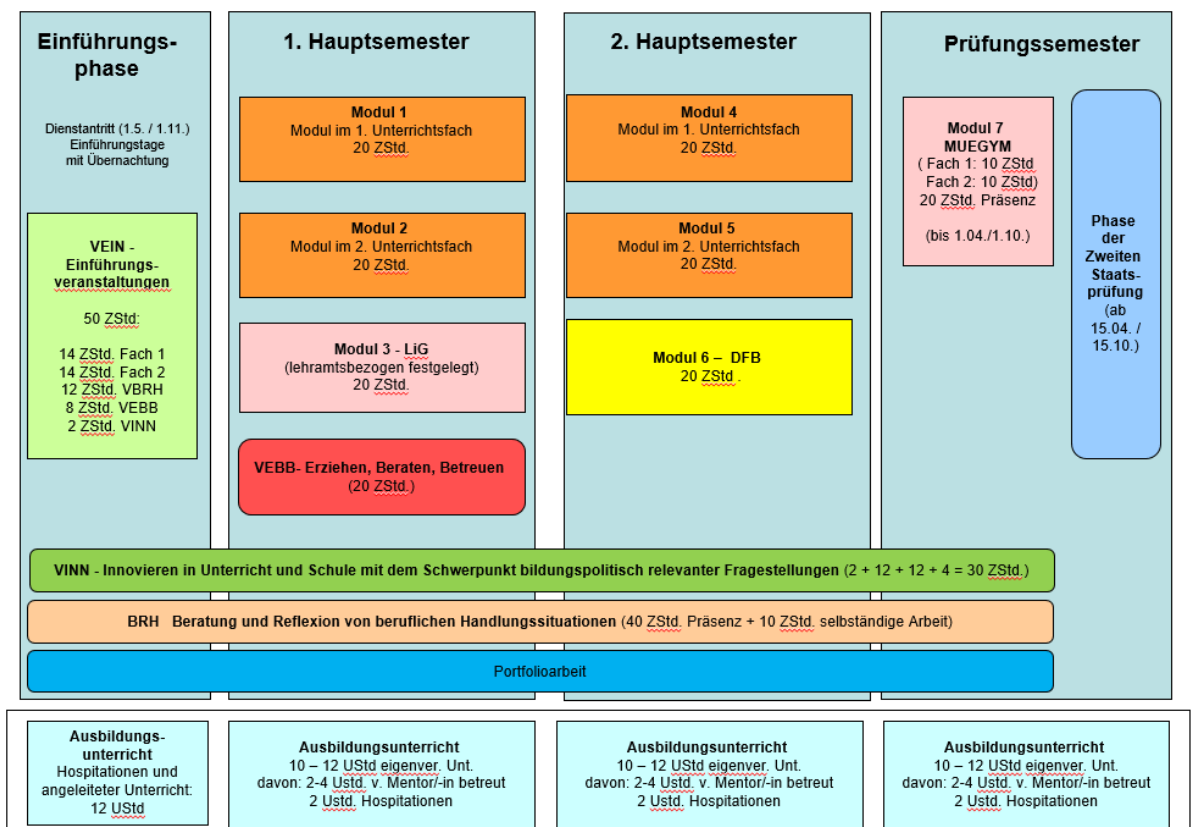 Einführungs-
phase
Dienstantritt (1.5. / 1.11.)
Einführungstage
mit Übernachtung
VEIN -
Einführungs-
veranstaltungen
50 ZStd:
14 ZStd. Fach 1
14 ZStd. Fach 2
12 ZStd. VBRH
8 ZStd. VEBB
2 ZStd. VINN
1. Hauptsemester
Modul 1
Modul im 1. Unterrichtsfach
20 ZStd.
Modul 2
Modul im 2. Unterrichtsfach
20 ZStd.
Modul 3 - LiG
(lehramtsbezogen festgelegt)
20 ZStd.
VEBB- Erziehen, Beraten, Betreuen
(20 ZStd.)
2. Hauptsemester
Modul 4
Modul im 1. Unterrichtsfach
20 ZStd.
Modul 5
Modul im 2. Unterrichtsfach
20 ZStd.
Modul 6 – DFB
20 ZStd .
Prüfungssemester
Modul 7
MUEGYM
( Fach 1: 10 ZStd
Fach 2: 10 ZStd)
20 ZStd. Präsenz
(bis 1.04./1.10.)
Phase
der
Zweiten
Staats-
prüfung
(ab
15.04. /
15.10.)
VINN - Innovieren in Unterricht und Schule mit dem Schwerpunkt bildungspolitisch relevanter Fragestellungen (2 + 12 + 12 + 4 = 30 ZStd.)
BRH Beratung und Reflexion von beruflichen Handlungssituationen (40 ZStd. Präsenz + 10 ZStd. selbständige Arbeit)
Portfolioarbeit
Ausbildungs-
unterricht
Hospitationen und
angeleiteter Unterricht:
12 UStd
Ausbildungsunterricht
10 – 12 UStd eigenver. Unt.
davon: 2-4 Ustd. v. Mentor/-in betreut
2 Ustd. Hospitationen
Ausbildungsunterricht
10 – 12 UStd eigenver. Unt.
davon: 2-4 Ustd. v. Mentor/-in betreut
2 Ustd. Hospitationen
Ausbildungsunterricht
10 – 12 UStd eigenver. Unt.
davon: 2-4 Ustd. v. Mentor/-in betreut
2 Ustd. Hospitationen